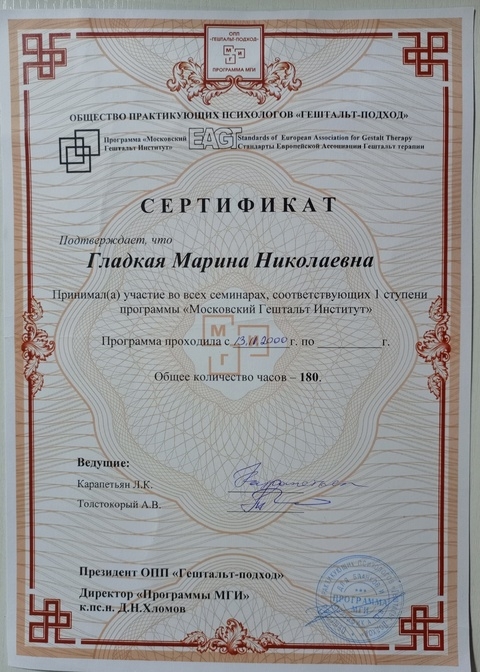 ОПП
«ГЕШТАЛЬТ-ПОДХОД»
М И
Г
ПРОГРАММА МГИ
ОБЩЕСТВО ПРАКТИКУЮЩИХ ПСИХОЛОГОВ «ГЕШТАЛЬТ-ПОДХОД»
Программа «Московский
Гештальт Институт»
EAGT
Standards of European Association for Gestalt Therapy
Стандарты Европейской Ассоциации Гештальт терапии
СЕРТИФИКАТ
Подтверждает, что
Гладкая Марина Николаевна
Принимал(а) участие во всех семинарах, соответствующих 1 ступени
программы «Московский Гештальт Институт»
М И
Г
Программа проходила с 13.11.2000 г. по ___________г.
Общее количество часов – 180.
Ведущие:
Карапетьян Л.К.
Толстокорый А.В.
Президент ОПП «Гештальт-подход»
Директор «Программы МГИ»
к.пс.н. Д.Н.Хломов
ПРОГРАММА
МГИ